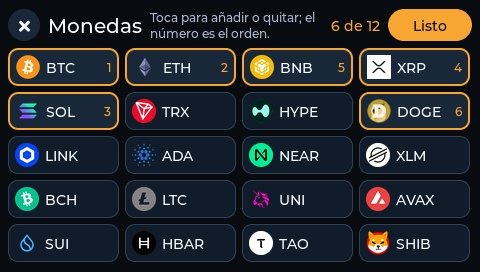 Monedas
Toca para añadir o quitar; el
número es el orden.
6 de 12
Listo
BTC 1
ETH 2
BNB 5
XRP 4
SOL 3
TRX
HYPE
DOGE 6
LINK
ADA
NEAR
XLM
BCH
LTC
UNI
AVAX
SUI
HBAR
TAO
SHIB